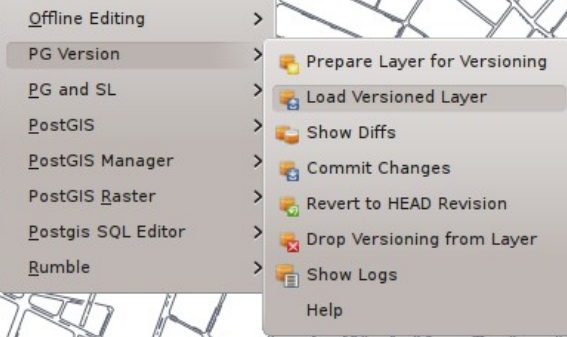 Offline Editing
PG Version
PG and SL
PostGIS
PostGIS Manager
PostGIS Raster
Postgis SQL Editor
Rumble
Prepare Layer for Versioning
Load Versioned Layer
Show Diffs
Commit Changes
Revert to HEAD Revision
Drop Versioning from Layer
Show Logs
Help